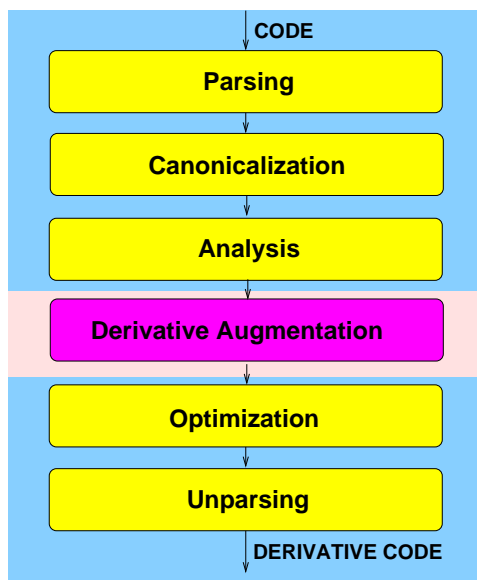 CODE
Parsing
Canonicalization
Analysis
Derivative Augmentation
Optimization
Unparsing
DERIVATIVE CODE